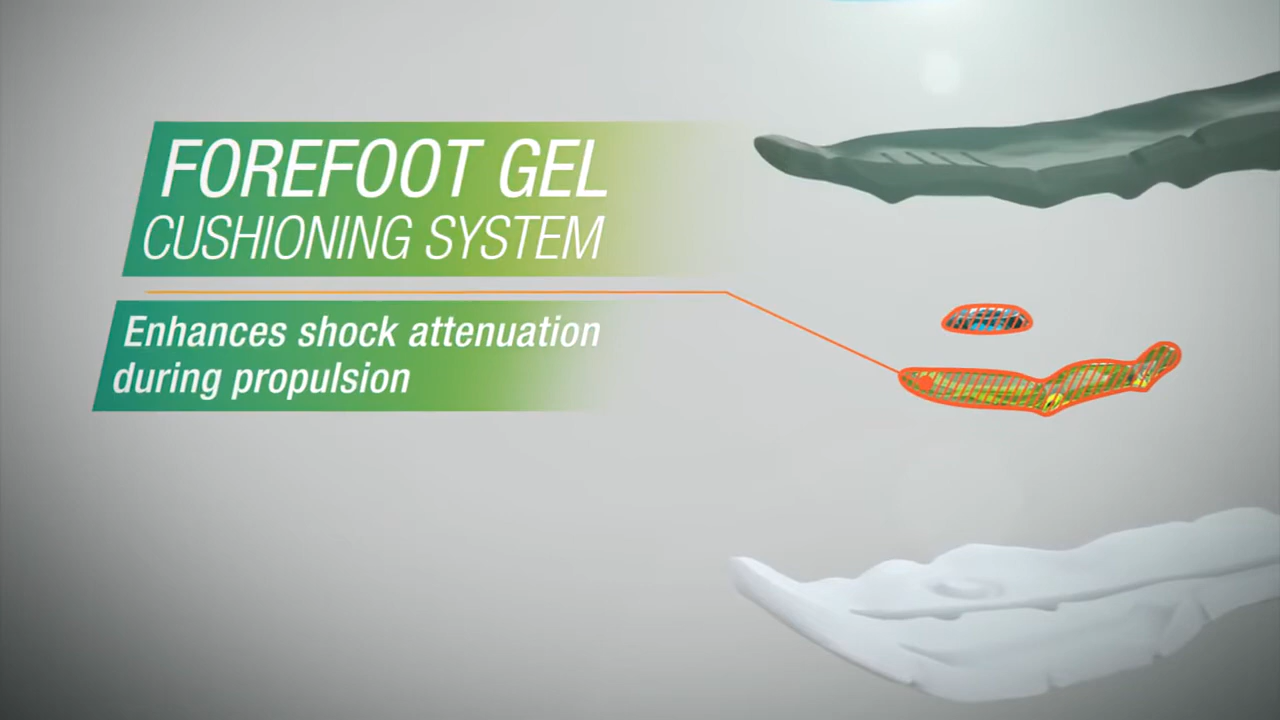 FOREFOOT GEL
CUSHIONING SYSTEM
Enhances shock attenuation
during propulsion